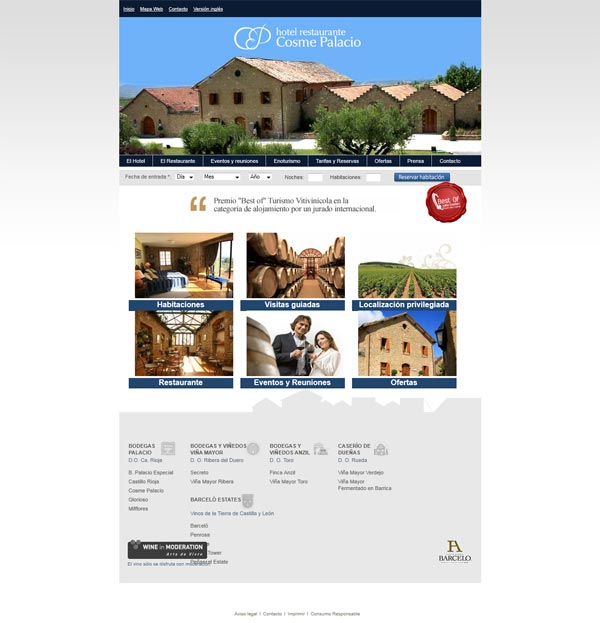 Inicio Mapa Web Contacto Versión inglés
hotel restaurante
Cosme Palacio
El Hotel El Restaurante Eventos y reuniones Enoturismo Tarifas y Reservas Ofertas Prensa Contacto
Fecha de entrada *: Día Mes Año Noches: Habitaciones: Reservar habitación
Premio "Best of" Turismo Vitivinícola en la
categoría de alojamiento por un jurado internacional.
Best Of
Habitaciones Visitas guiadas Localización privilegiada
Restaurante Eventos y Reuniones Ofertas
BODEGAS
PALACIO
D.O. Ca. Rioja
B. Palacio Especial
Castillo Rioja
Cosme Palacio
Glorioso
Milflores
BODEGAS Y VIÑEDOS
VIÑA MAYOR
D. O. Ribera del Duero
Secreto
Viña Mayor Ribera
BARCELÓ ESTATES
Vinos de la Tierra de Castilla y León
Barceló
Penrosa
Tower
Peñascal Estate
BODEGAS Y
VIÑEDOS ANZIL
D. O. Toro
Finca Anzil
Viña Mayor Toro
CASERÍO DE
DUEÑAS
D. O. Rueda
Viña Mayor Verdejo
Viña Mayor
Fermentado en Barrica
WINE in MODERATION
Arte de Vivir
El vino sólo se disfruta con moderación
BARCELO
Aviso legal | Contacto | Imprimir | Consumo Responsable